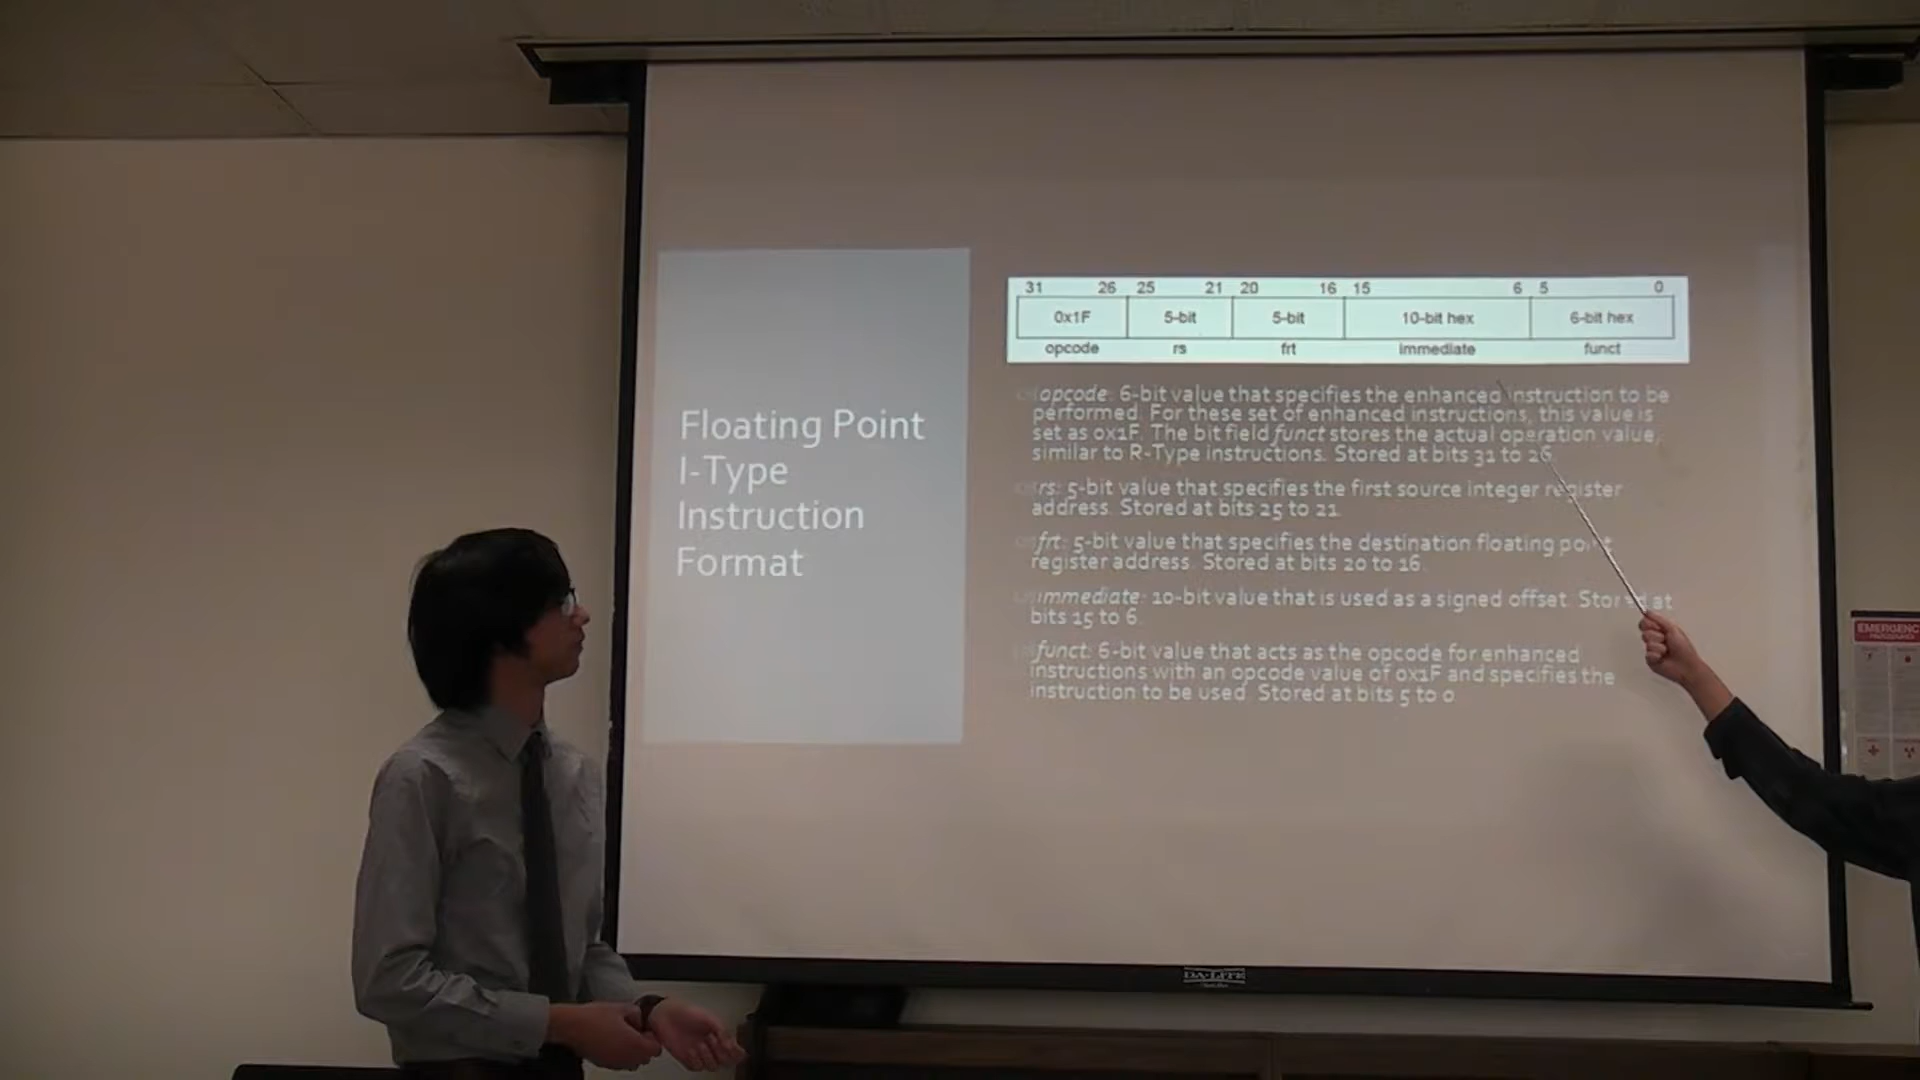 31 26 25 21 20 16 15 6 5 0
0x1F 5-bit 5-bit 10-bit hex 6-bit hex
opcode rs frt immediate funct
Floating Point
I-Type
Instruction
Format
opcode: 6-bit value that specifies the enhanced instruction to be
performed. For these set of enhanced instructions, this value is
set as 0x1F. The bit field funct stores the actual operation value,
similar to R-Type instructions. Stored at bits 31 to 26.
rs: 5-bit value that specifies the first source integer register
address. Stored at bits 25 to 21.
frt: 5-bit value that specifies the destination floating point
register address. Stored at bits 20 to 16.
immediate: 10-bit value that is used as a signed offset. Stored at
bits 15 to 6.
funct: 6-bit value that acts as the opcode for enhanced
instructions with an opcode value of 0x1F and specifies the
instruction to be used. Stored at bits 5 to 0
DA-LITE
EMERGENCY